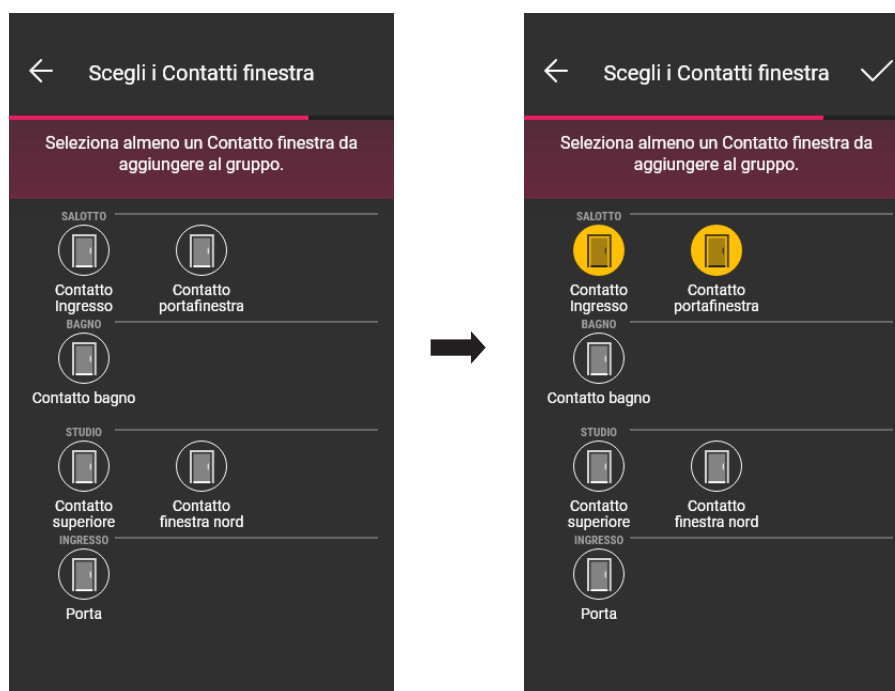 Scegli i Contatti finestra
Seleziona almeno un Contatto finestra da
aggiungere al gruppo.
SALOTTO
Contatto
Ingresso
Contatto
portafinestra
BAGNO
Contatto bagno
STUDIO
Contatto
superiore
Contatto
finestra nord
INGRESSO
Porta
Scegli i Contatti finestra
Seleziona almeno un Contatto finestra da
aggiungere al gruppo.
SALOTTO
Contatto
Ingresso
Contatto
portafinestra
BAGNO
Contatto bagno
STUDIO
Contatto
superiore
Contatto
finestra nord
INGRESSO
Porta